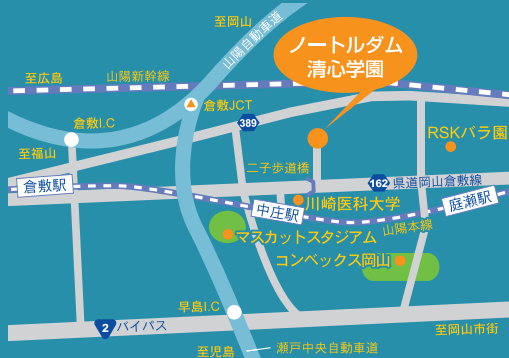 至岡山
山陽自動車道
ノートルダム
清心学園
至広島
山陽新幹線
倉敷JCT
倉敷I.C
389
RSKバラ園
至福山
二子歩道橋
162
県道岡山倉敷線
倉敷駅
川崎医科大学
庭瀬駅
中庄駅
山陽本線
マスカットスタジアム
コンベックス岡山
早島I.C
2
バイパス
至岡山市街
至児島
瀬戸中央自動車道